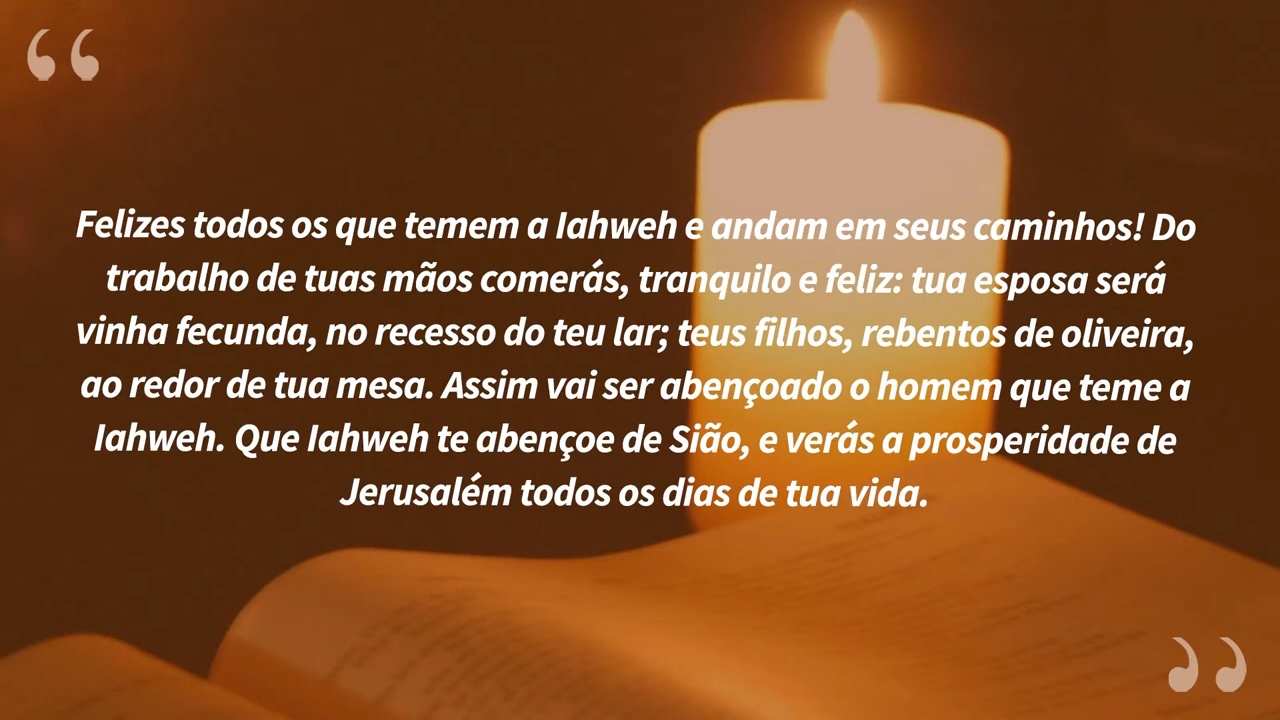 Felizes todos os que temem a Iahweh e andam em seus caminhos! Do
trabalho de tuas mãos comerás, tranquilo e feliz: tua esposa será
vinha fecunda, no recesso do teu lar; teus filhos, rebentos de oliveira,
ao redor de tua mesa. Assim vai ser abençoado o homem que teme a
Iahweh. Que Iahweh te abençoe de Sião, e verás a prosperidade de
Jerusalém todos os dias de tua vida.